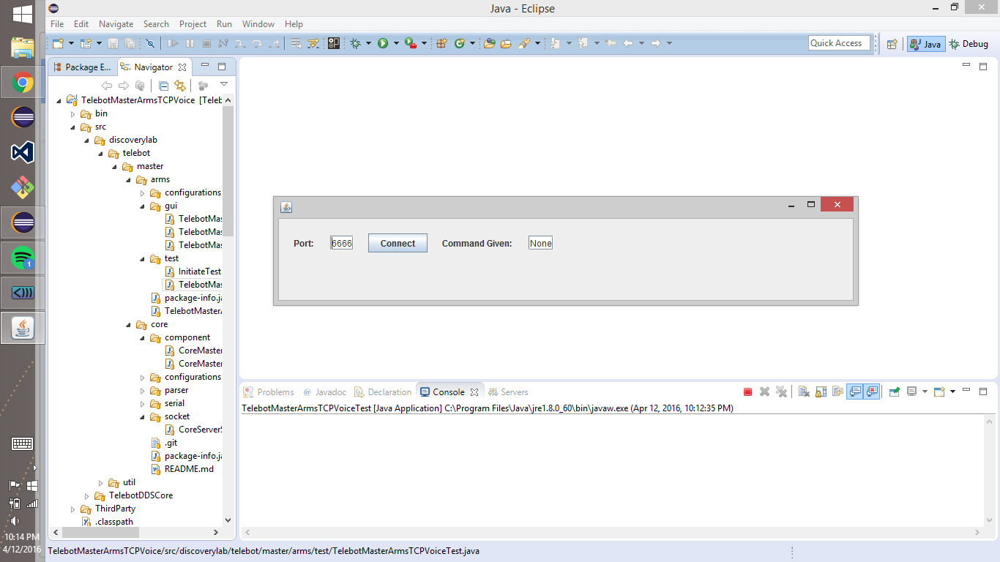 Java - Eclipse
File Edit Navigate Search Project Run Window Help
Quick Access
Java
Debug
Package E...
Navigator
TelebotMasterArmsTCPVoice [Teleb
bin
src
discoverylab
telebot
master
arms
configurations
gui
TelebotMas
TelebotMas
TelebotMas
test
InitiateTest
TelebotMas
package-info.ja
TelebotMasterA
core
component
CoreMaster
CoreMaster
configurations
parser
serial
socket
CoreServerS
.git
package-info.ja
README.md
util
TelebotDDSCore
ThirdParty
.classpath
Port: 6666 Connect Command Given: None
Problems @ Javadoc Declaration Console Servers
TelebotMasterArmsTCPVoiceTest [Java Application] C:\Program Files\Java\jre1.8.0_60\bin\javaw.exe (Apr 12, 2016, 10:12:35 PM)
1
10:14 PM
4/12/2016
TelebotMasterArmsTCPVoice/src/discoverylab/telebot/master/arms/test/TelebotMasterArmsTCPVoiceTest.java